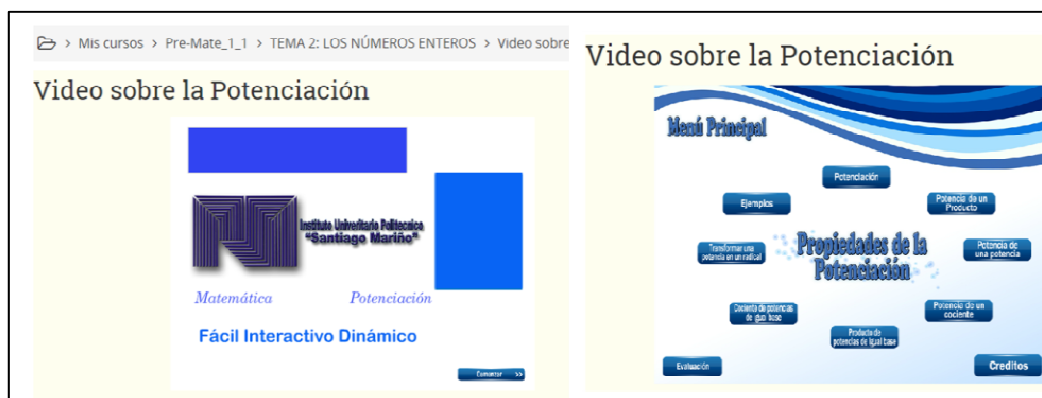 Mis cursos > Pre-Mate_1_1 > TEMA 2: LOS NÚMEROS ENTEROS > Video sobre
Video sobre la Potenciación
Instituto Univeritario Politecnica
"Santiago Mariño"
Matemática Potenciación
Fácil Interactivo Dinámico
Comenzar >>
Video sobre la Potenciación
Menú Principal
Potenciación
Ejemplos
Potencia de un
Producto
Transformar una
potencia en un radical
Propiedades de la
Potenciación
Potencia de
una potencia
Cociente de potencias
de igual base
Potencia de un
cociente
Producto de
potencias de igual base
Evaluación
Creditos